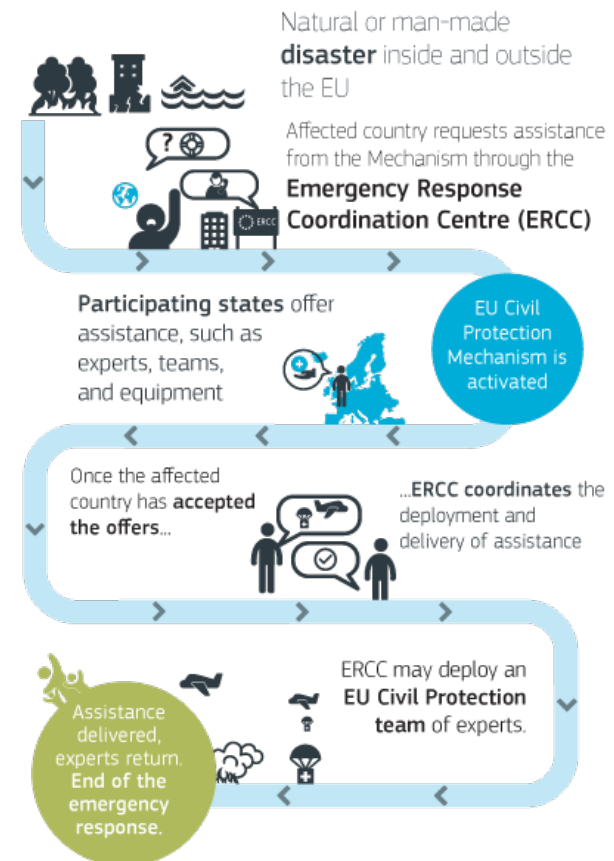 Natural or man-made
disaster inside and outside
the EU
Affected country requests assistance
from the Mechanism through the
Emergency Response
Coordination Centre (ERCC)
?
ERCC
Participating states offer
assistance, such as
experts, teams,
and equipment
EU Civil
Protection
Mechanism is
activated
Once the affected
country has accepted
the offers...
...ERCC coordinates the
deployment and
delivery of assistance
ERCC may deploy an
EU Civil Protection
team of experts.
Assistance
delivered,
experts return.
End of the
emergency
response.